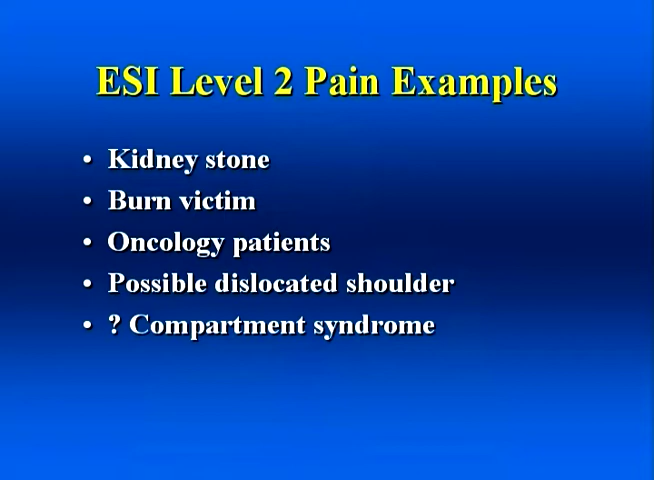 ESI Level 2 Pain Examples
• Kidney stone
• Burn victim
• Oncology patients
• Possible dislocated shoulder
• ? Compartment syndrome